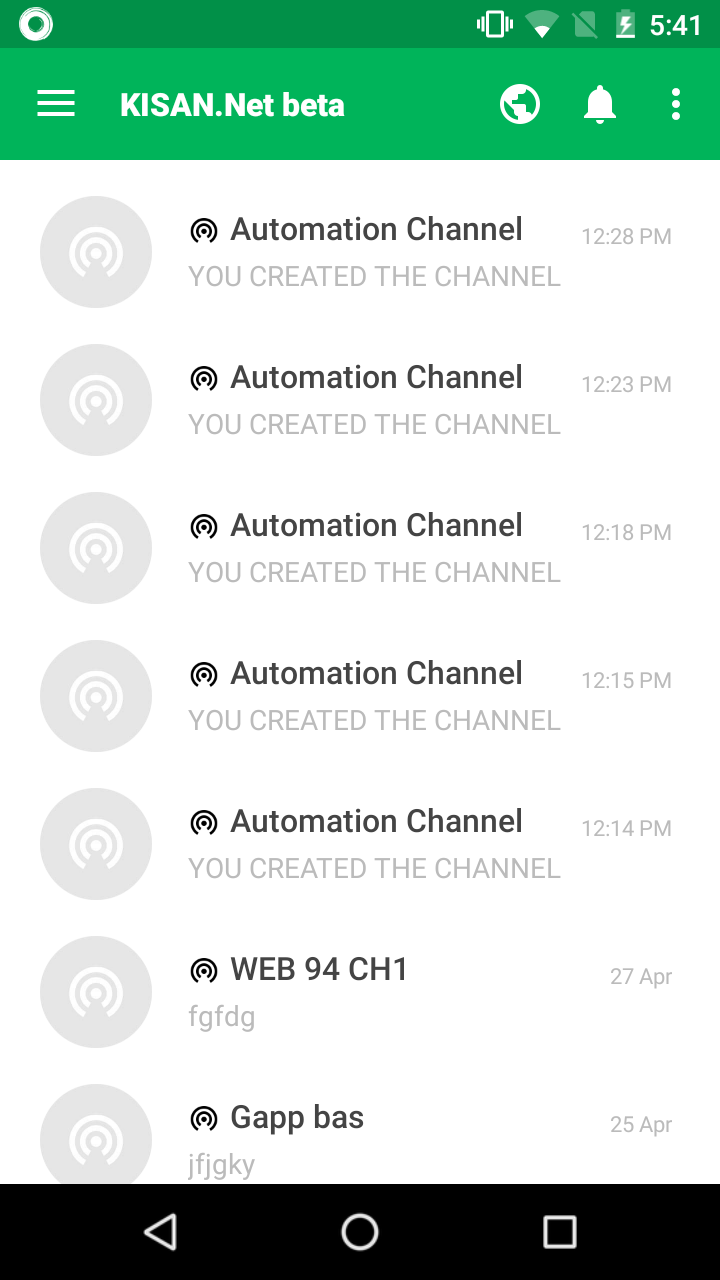 5:41
KISAN.Net beta
Automation Channel 12:28 PM
YOU CREATED THE CHANNEL
Automation Channel 12:23 PM
YOU CREATED THE CHANNEL
Automation Channel 12:18 PM
YOU CREATED THE CHANNEL
Automation Channel 12:15 PM
YOU CREATED THE CHANNEL
Automation Channel 12:14 PM
YOU CREATED THE CHANNEL
WEB 94 CH1 27 Apr
fgfdg
Gapp bas 25 Apr
jfjgky